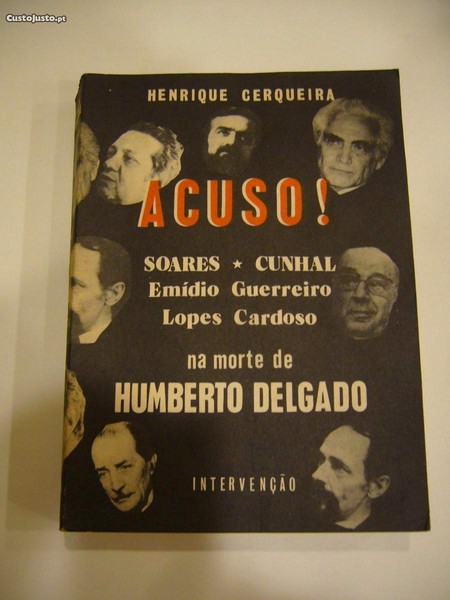 CustoJusto.pt
HENRIQUE CERQUEIRA
ACUSO!
SOARES ★ CUNHAL
Emídio Guerreiro
Lopes Cardoso
na morte de
HUMBERTO DELGADO
INTERVENÇÃO